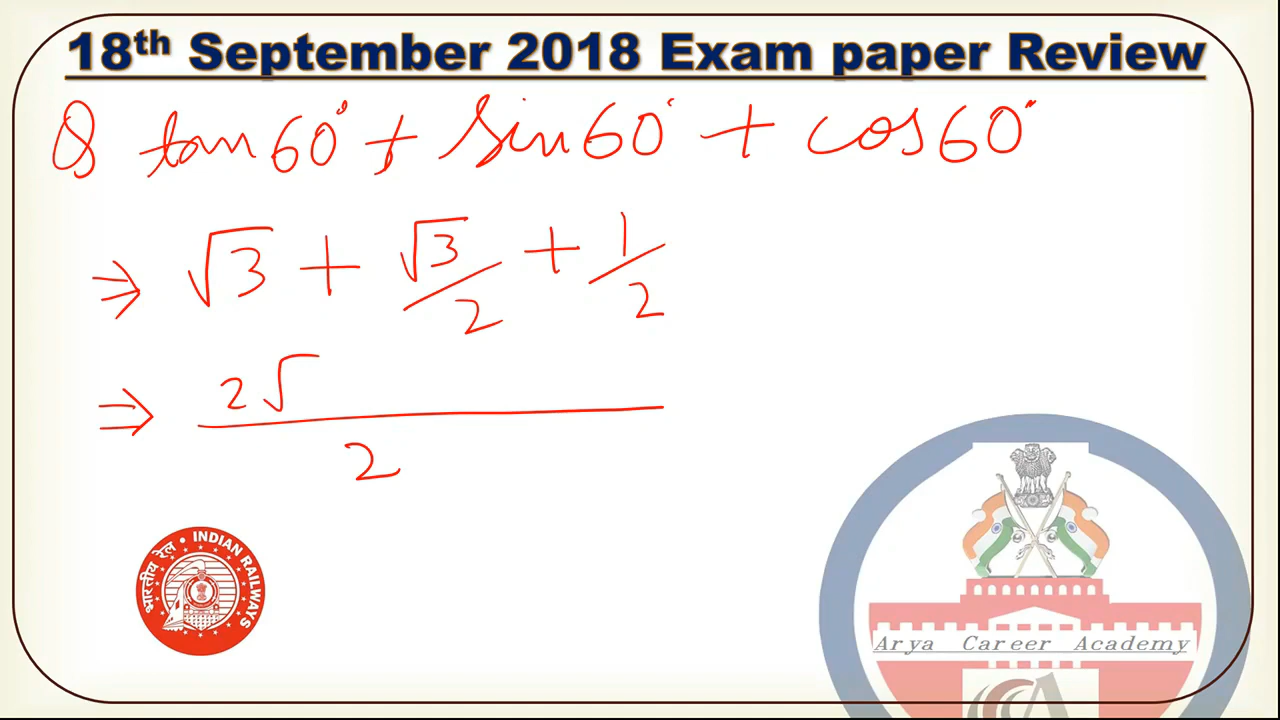 18th September 2018 Exam paper Review
Q tan60° + sin60° + cos60°
⇒ √3 + √3/2 + 1/2
⇒ 2√ / 2
भारतीय रेल INDIAN RAILWAYS
Arya Career Academy